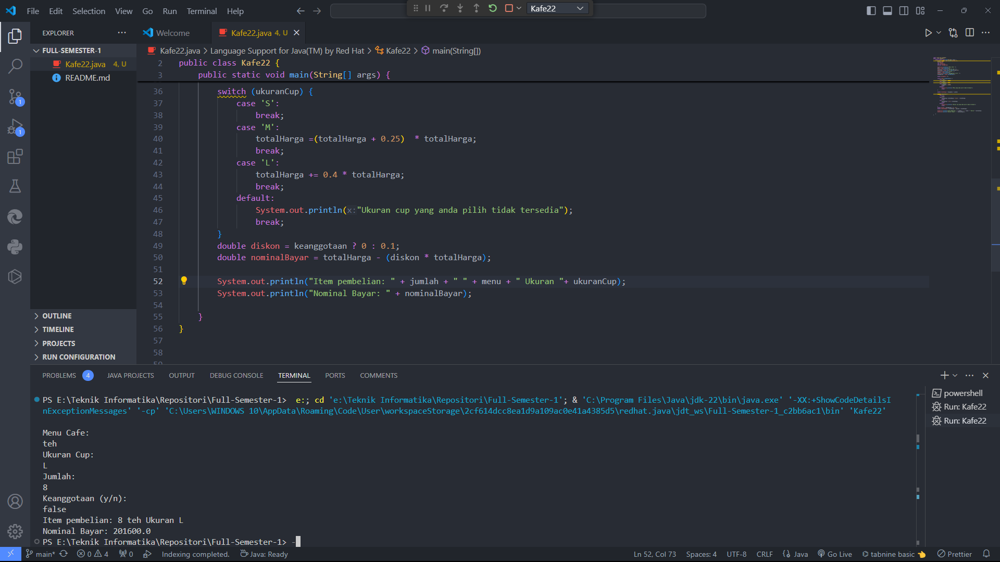 File Edit Selection View Go Run Terminal Help
Kafe22
EXPLORER
Welcome
Kafe22.java 4, U
FULL-SEMESTER-1
Kafe22.java 4, U
README.md
Kafe22.java > Language Support for Java(TM) by Red Hat > Kafe22 > main(String[])
2 public class Kafe22 {
3 public static void main(String[] args) {
36 switch (ukuranCup) {
37 case 'S':
38 break;
39 case 'M':
40 totalHarga =(totalHarga + 0.25)  * totalHarga;
41 break;
42 case 'L':
43 totalHarga += 0.4 * totalHarga;
44 break;
45 default:
46 System.out.println(x:"Ukuran cup yang anda pilih tidak tersedia");
47 break;
48 }
49 double diskon = keanggotaan ? 0 : 0.1;
50 double nominalBayar = totalHarga - (diskon * totalHarga);
51
52 System.out.println("Item pembelian: " + jumlah + " " + menu + " Ukuran "+ ukuranCup);
53 System.out.println("Nominal Bayar: " + nominalBayar);
54
55 }
56 }
57
58
59
OUTLINE
TIMELINE
PROJECTS
RUN CONFIGURATION
1
1
PROBLEMS 4 JAVA PROJECTS OUTPUT DEBUG CONSOLE TERMINAL PORTS COMMENTS
PS E:\Teknik Informatika\Repositori\Full-Semester-1>  e:; cd 'e:\Teknik Informatika\Repositori\Full-Semester-1'; & 'C:\Program Files\Java\jdk-22\bin\java.exe' '-XX:+ShowCodeDetailsI
nExceptionMessages' '-cp' 'C:\Users\WINDOWS 10\AppData\Roaming\Code\User\workspaceStorage\2cf614dcc8ea1d9a109ac0e41a4385d5\redhat.java\jdt_ws\Full-Semester-1_c2bb6ac1\bin' 'Kafe22'
Menu Cafe:
teh
Ukuran Cup:
L
Jumlah:
8
Keanggotaan (y/n):
false
Item pembelian: 8 teh Ukuran L
Nominal Bayar: 201600.0
PS E:\Teknik Informatika\Repositori\Full-Semester-1> -
powershell
Run: Kafe22
Run: Kafe22
main* 0 4 0 Indexing completed. Java: Ready Ln 52, Col 73 Spaces: 4 UTF-8 CRLF {} Java Go Live tabnine basic Prettier